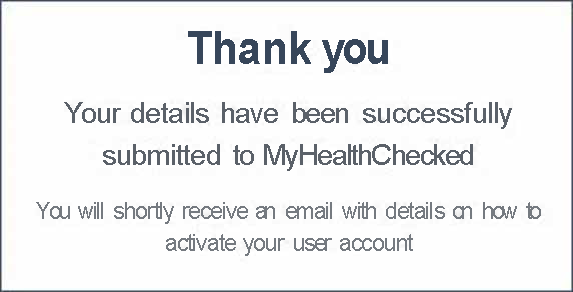 Thank you
Your details have been successfully
submitted to MyHealthChecked
You will shortly receive an email with details on how to
activate your user account